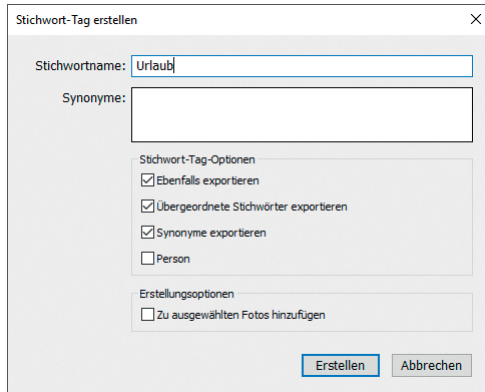 Stichwort-Tag erstellen
Stichwortname: Urlaub
Synonyme:
Stichwort-Tag-Optionen
Ebenfalls exportieren
Übergeordnete Stichwörter exportieren
Synonyme exportieren
Person
Erstellungsoptionen
Zu ausgewählten Fotos hinzufügen
Erstellen Abbrechen